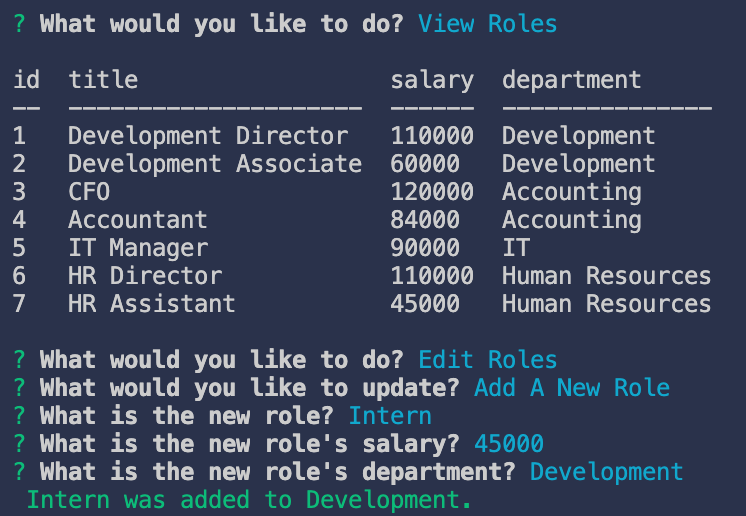 ? What would you like to do? View Roles
id  title                  salary  department
--  ---------------------  ------  ---------------
1   Development Director   110000  Development
2   Development Associate  60000   Development
3   CFO                    120000  Accounting
4   Accountant             84000   Accounting
5   IT Manager             90000   IT
6   HR Director            110000  Human Resources
7   HR Assistant           45000   Human Resources
? What would you like to do? Edit Roles
? What would you like to update? Add A New Role
? What is the new role? Intern
? What is the new role's salary? 45000
? What is the new role's department? Development
Intern was added to Development.